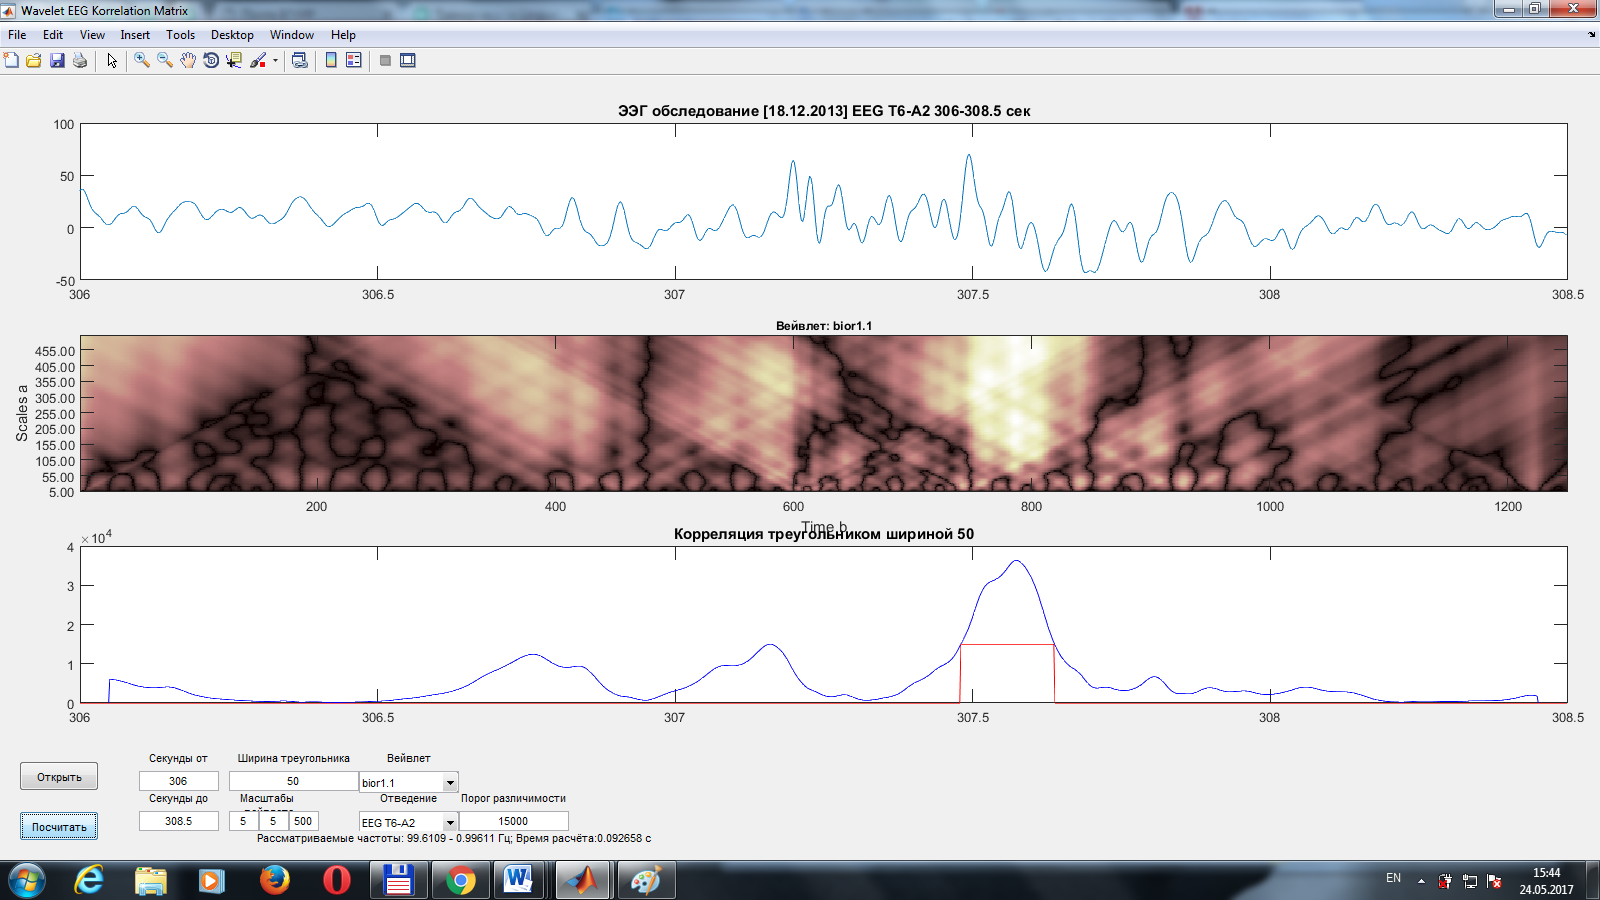 Wavelet EEG Korrelation Matrix
File Edit View Insert Tools Desktop Window Help
ЭЭГ обследование [18.12.2013] EEG T6-A2 306-308.5 сек
100
50
0
-50
306 306.5 307 307.5 308 308.5
Вейвлет: bior1.1
Scales a
455.00
405.00
355.00
305.00
255.00
205.00
155.00
105.00
55.00
5.00
200 400 600 800 1000 1200
Time b
Корреляция треугольником шириной 50
×10^4
4
3
2
1
0
306 306.5 307 307.5 308 308.5
Открыть
Посчитать
Секунды от Ширина треугольника Вейвлет
306 50 bior1.1
Секунды до Масштабы Отведение Порог различимости
308.5 5 5 500 EEG T6-A2 15000
Рассматриваемые частоты: 99.6109 - 0.99611 Гц; Время расчёта:0.092658 с
EN
15:44
24.05.2017